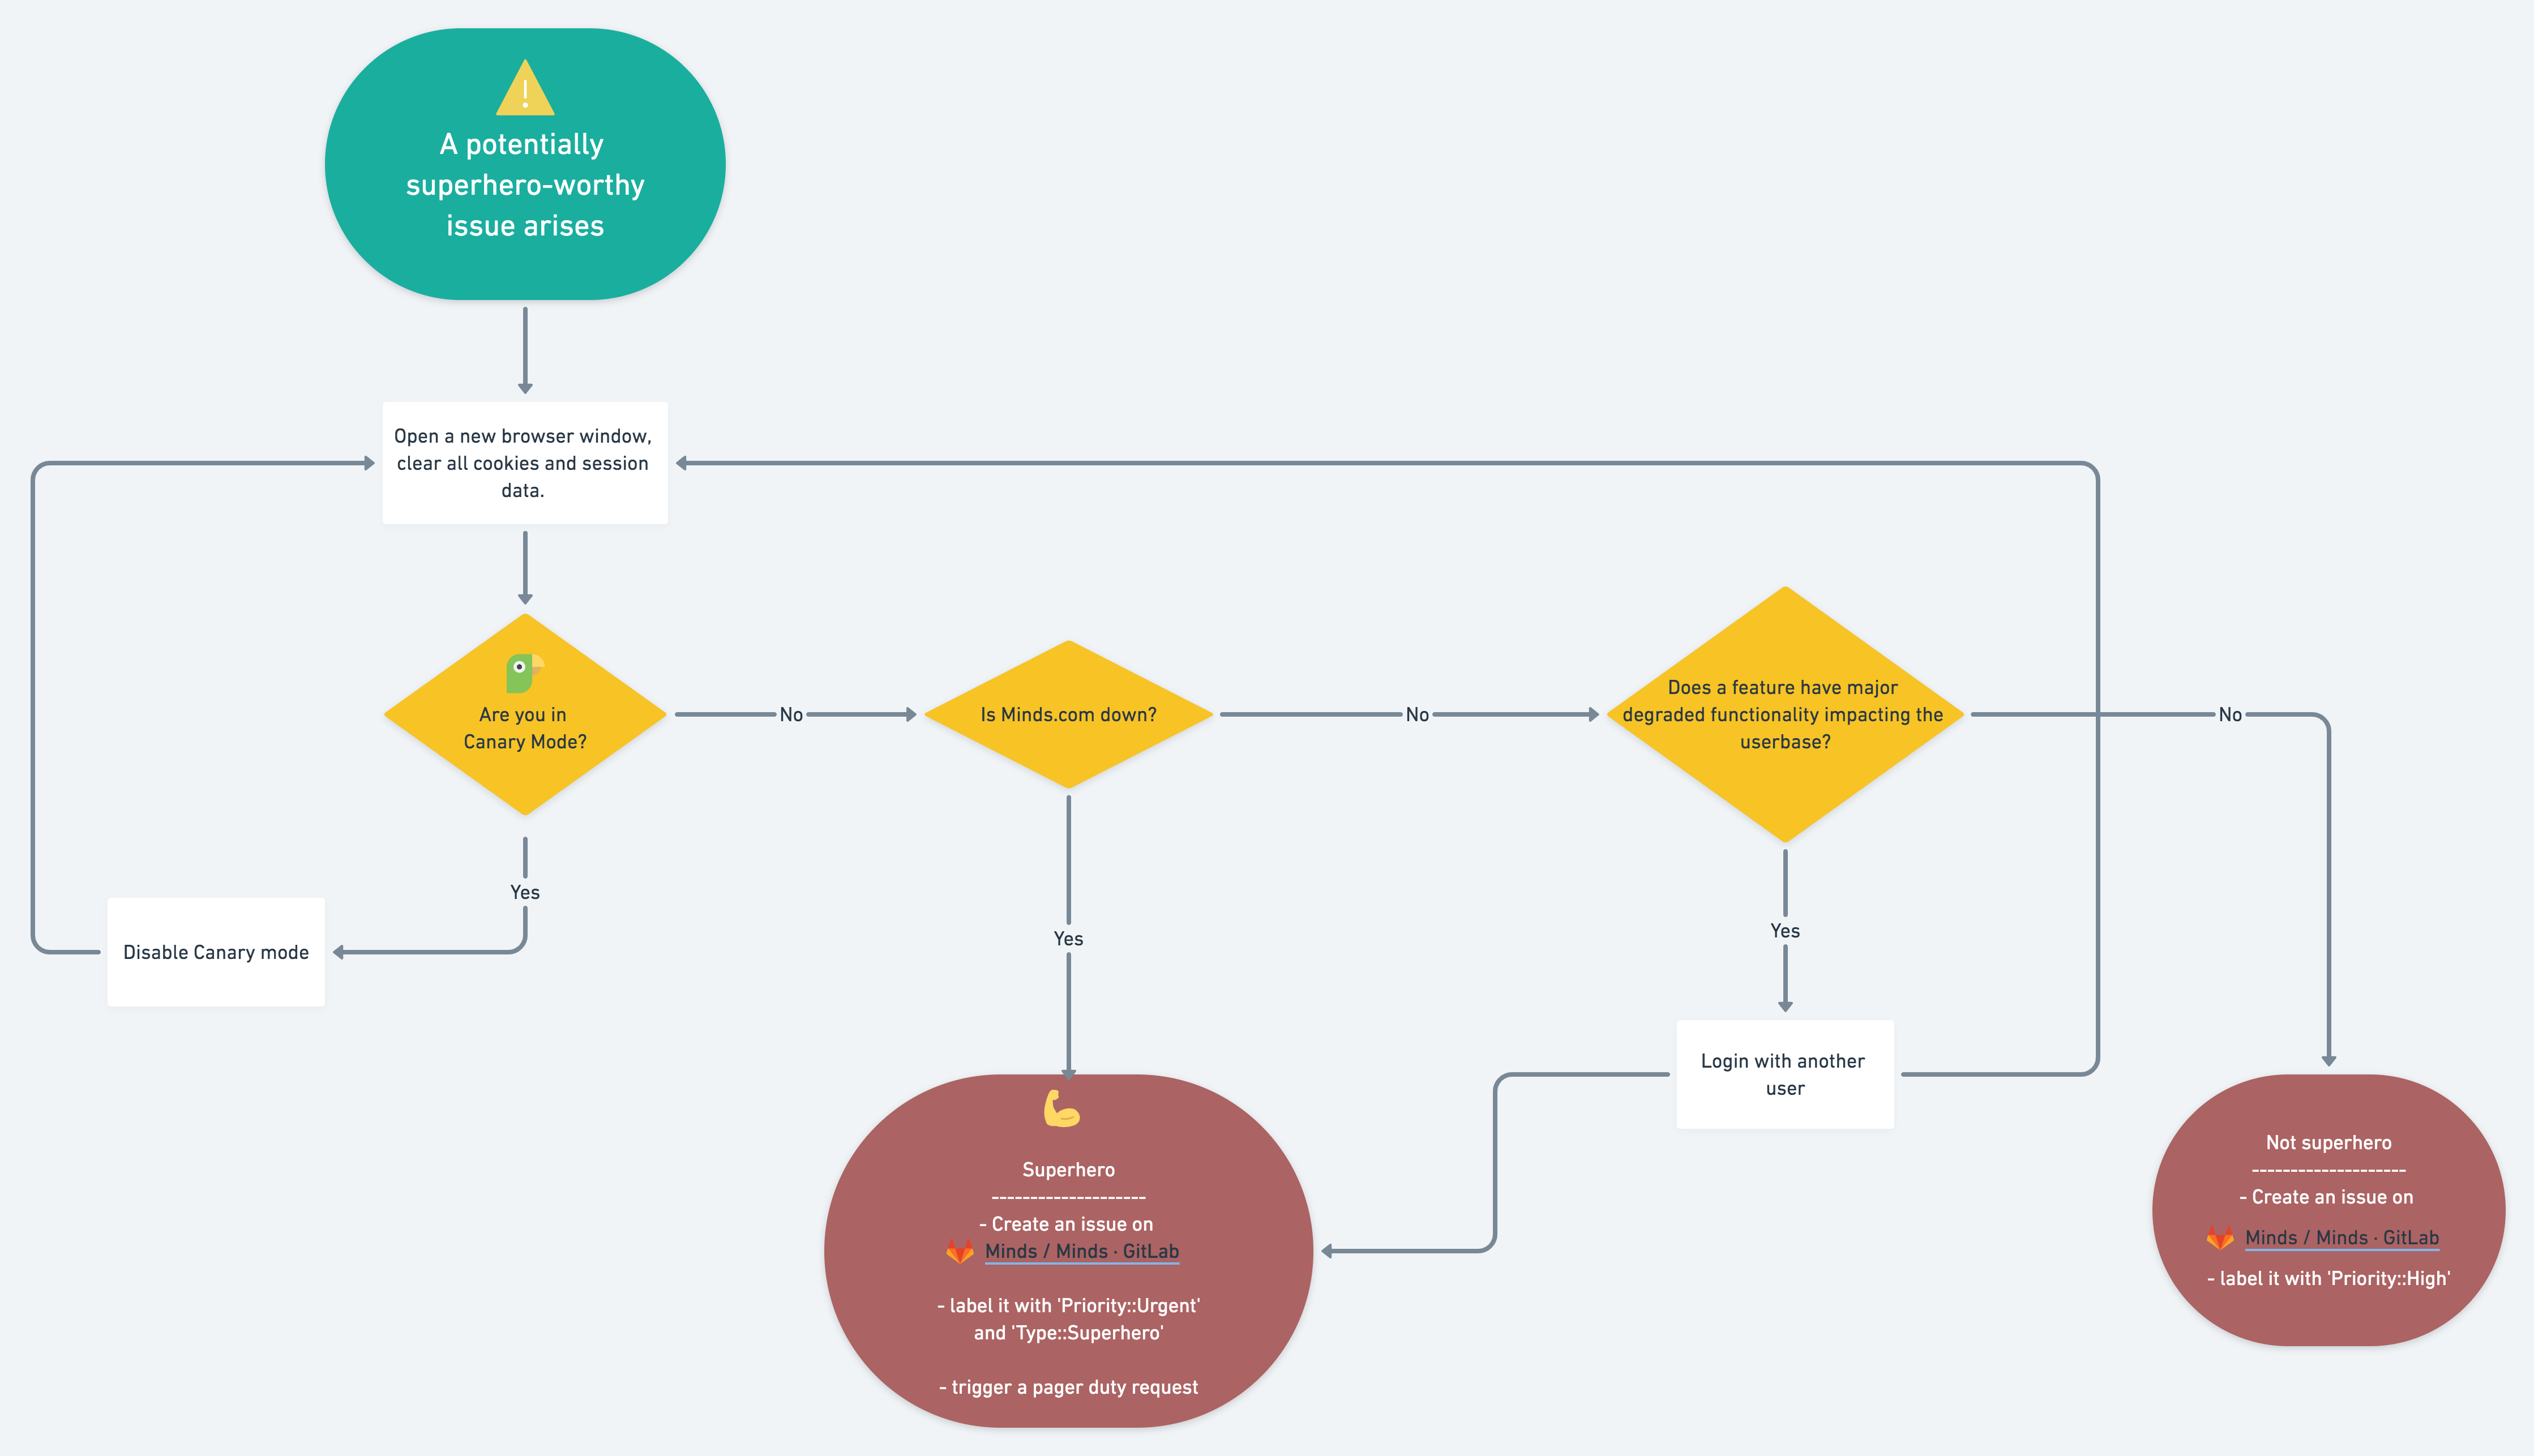 A potentially
superhero-worthy
issue arises
Open a new browser window,
clear all cookies and session
data.
Are you in
Canary Mode?
No
Is Minds.com down?
No
Does a feature have major
degraded functionality impacting the
userbase?
No
Yes
Disable Canary mode
Yes
Yes
Login with another
user
Superhero
--------------------
- Create an issue on
Minds / Minds · GitLab
- label it with 'Priority::Urgent'
and 'Type::Superhero'
- trigger a pager duty request
Not superhero
--------------------
- Create an issue on
Minds / Minds · GitLab
- label it with 'Priority::High'